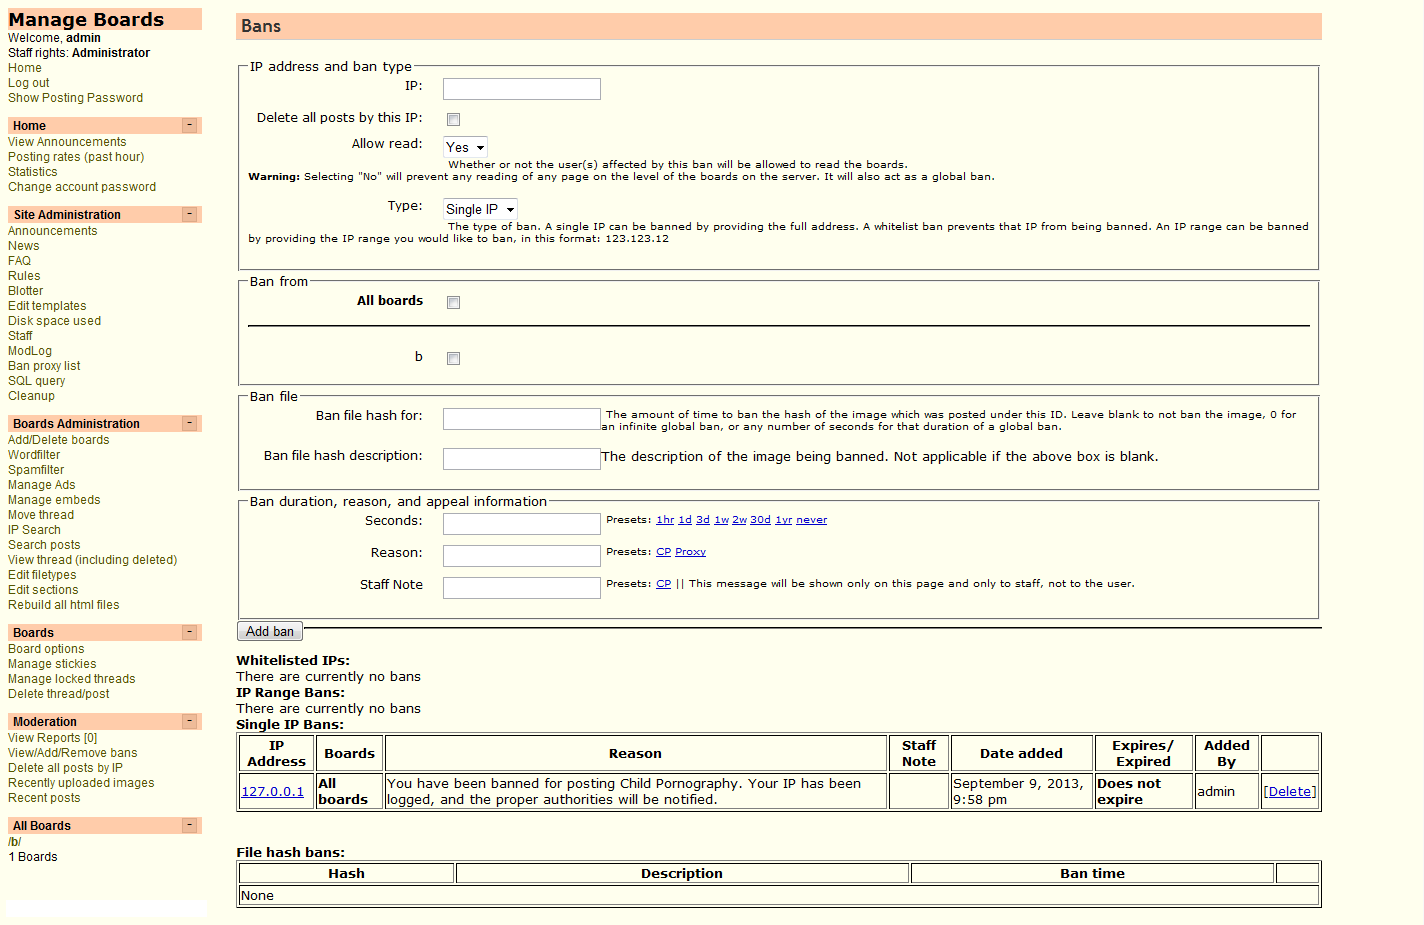 Manage Boards
Welcome, admin
Staff rights: Administrator
Home
Log out
Show Posting Password
Home -
View Announcements
Posting rates (past hour)
Statistics
Change account password
Site Administration -
Announcements
News
FAQ
Rules
Blotter
Edit templates
Disk space used
Staff
ModLog
Ban proxy list
SQL query
Cleanup
Boards Administration -
Add/Delete boards
Wordfilter
Spamfilter
Manage Ads
Manage embeds
Move thread
IP Search
Search posts
View thread (including deleted)
Edit filetypes
Edit sections
Rebuild all html files
Boards -
Board options
Manage stickies
Manage locked threads
Delete thread/post
Moderation -
View Reports [0]
View/Add/Remove bans
Delete all posts by IP
Recently uploaded images
Recent posts
All Boards -
/b/
1 Boards
Bans
IP address and ban type
IP:
Delete all posts by this IP:
Allow read: Yes
Whether or not the user(s) affected by this ban will be allowed to read the boards.
Warning: Selecting "No" will prevent any reading of any page on the level of the boards on the server. It will also act as a global ban.
Type: Single IP
The type of ban. A single IP can be banned by providing the full address. A whitelist ban prevents that IP from being banned. An IP range can be banned
by providing the IP range you would like to ban, in this format: 123.123.12
Ban from
All boards
b
Ban file
Ban file hash for: The amount of time to ban the hash of the image which was posted under this ID. Leave blank to not ban the image, 0 for
an infinite global ban, or any number of seconds for that duration of a global ban.
Ban file hash description: The description of the image being banned. Not applicable if the above box is blank.
Ban duration, reason, and appeal information
Seconds: Presets: 1hr 1d 3d 1w 2w 30d 1yr never
Reason: Presets: CP Proxy
Staff Note Presets: CP || This message will be shown only on this page and only to staff, not to the user.
Add ban
Whitelisted IPs:
There are currently no bans
IP Range Bans:
There are currently no bans
Single IP Bans:
IP Address Boards Reason Staff Note Date added Expires/ Expired Added By
127.0.0.1 All boards You have been banned for posting Child Pornography. Your IP has been logged, and the proper authorities will be notified. September 9, 2013, 9:58 pm Does not expire admin [Delete]
File hash bans:
Hash Description Ban time
None